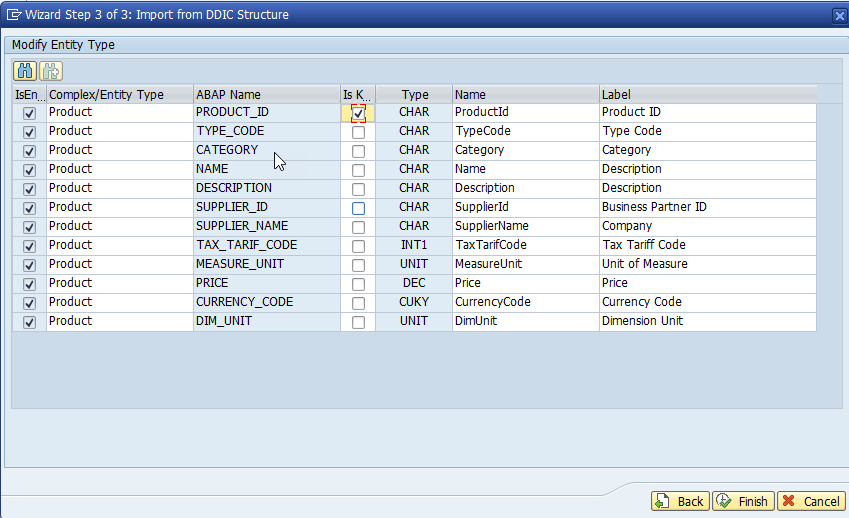 Wizard Step 3 of 3: Import from DDIC Structure
Modify Entity Type
IsEn.. Complex/Entity Type ABAP Name Is K... Type Name Label
Product PRODUCT_ID CHAR ProductId Product ID
Product TYPE_CODE CHAR TypeCode Type Code
Product CATEGORY CHAR Category Category
Product NAME CHAR Name Description
Product DESCRIPTION CHAR Description Description
Product SUPPLIER_ID CHAR SupplierId Business Partner ID
Product SUPPLIER_NAME CHAR SupplierName Company
Product TAX_TARIF_CODE INT1 TaxTarifCode Tax Tariff Code
Product MEASURE_UNIT UNIT MeasureUnit Unit of Measure
Product PRICE DEC Price Price
Product CURRENCY_CODE CUKY CurrencyCode Currency Code
Product DIM_UNIT UNIT DimUnit Dimension Unit
Back Finish Cancel